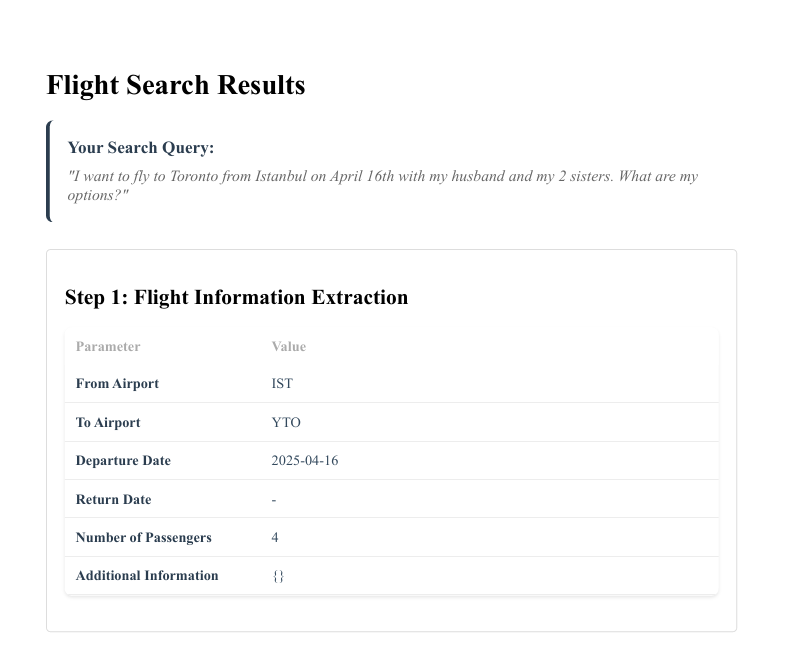 Flight Search Results
Your Search Query:
"I want to fly to Toronto from Istanbul on April 16th with my husband and my 2 sisters. What are my
options?"
Step 1: Flight Information Extraction
Parameter Value
From Airport IST
To Airport YTO
Departure Date 2025-04-16
Return Date -
Number of Passengers 4
Additional Information {}